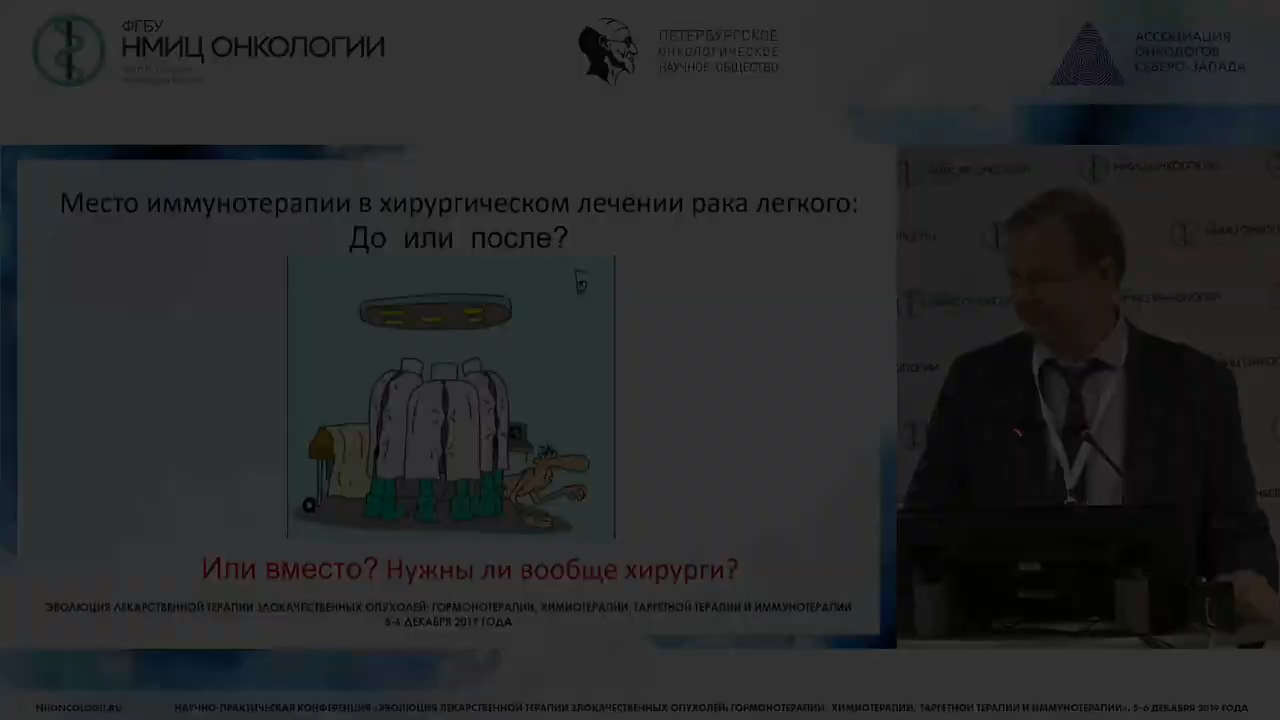 ФГБУ
НМИЦ ОНКОЛОГИИ
ПЕТЕРБУРГСКОЕ
ОНКОЛОГИЧЕСКОЕ
НАУЧНОЕ ОБЩЕСТВО
АССОЦИАЦИЯ
ОНКОЛОГОВ
СЕВЕРО-ЗАПАДА
Место иммунотерапии в хирургическом лечении рака легкого:
До или после?
Или вместо? Нужны ли вообще хирурги?
ЭВОЛЮЦИЯ ЛЕКАРСТВЕННОЙ ТЕРАПИИ ЗЛОКАЧЕСТВЕННЫХ ОПУХОЛЕЙ: ГОРМОНОТЕРАПИИ, ХИМИОТЕРАПИИ, ТАРГЕТНОЙ ТЕРАПИИ И ИММУНОТЕРАПИИ
5-6 ДЕКАБРЯ 2019 ГОДА
NIIONCOLOGII.RU
НАУЧНО-ПРАКТИЧЕСКАЯ КОНФЕРЕНЦИЯ «ЭВОЛЮЦИЯ ЛЕКАРСТВЕННОЙ ТЕРАПИИ ЗЛОКАЧЕСТВЕННЫХ ОПУХОЛЕЙ: ГОРМОНОТЕРАПИИ, ХИМИОТЕРАПИИ, ТАРГЕТНОЙ ТЕРАПИИ И ИММУНОТЕРАПИИ», 5-6 ДЕКАБРЯ 2019 ГОДА